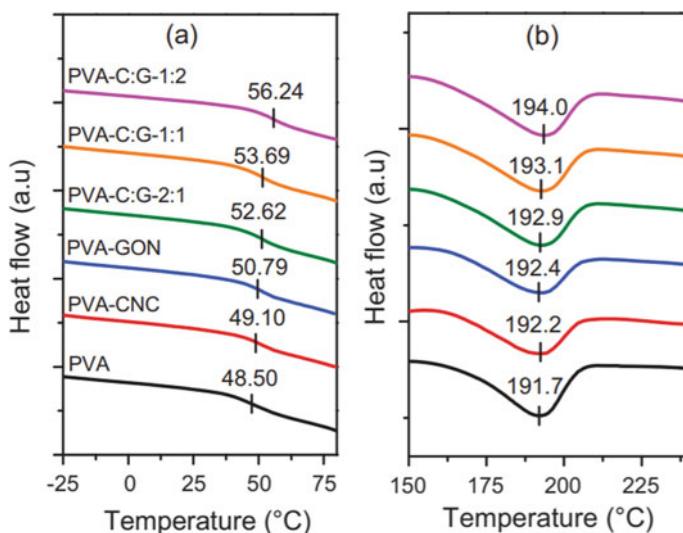 (a)
Heat flow (a.u)
PVA-C:G-1:2
56.24
PVA-C:G-1:1
53.69
PVA-C:G-2:1
52.62
PVA-GON
50.79
PVA-CNC
49.10
PVA
48.50
-25 0 25 50 75
Temperature (°C)
(b)
Heat flow (a.u)
194.0
193.1
192.9
192.4
192.2
191.7
150 175 200 225
Temperature (°C)